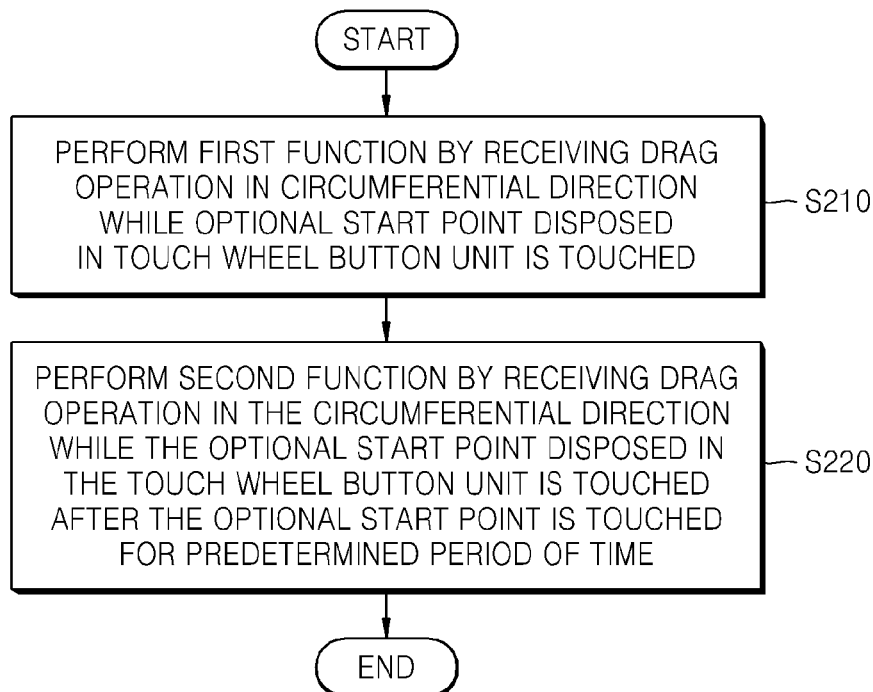 START
PERFORM FIRST FUNCTION BY RECEIVING DRAG
OPERATION IN CIRCUMFERENTIAL DIRECTION
WHILE OPTIONAL START POINT DISPOSED
IN TOUCH WHEEL BUTTON UNIT IS TOUCHED
S210
PERFORM SECOND FUNCTION BY RECEIVING DRAG
OPERATION IN THE CIRCUMFERENTIAL DIRECTION
WHILE THE OPTIONAL START POINT DISPOSED IN
THE TOUCH WHEEL BUTTON UNIT IS TOUCHED
AFTER THE OPTIONAL START POINT IS TOUCHED
FOR PREDETERMINED PERIOD OF TIME
S220
END